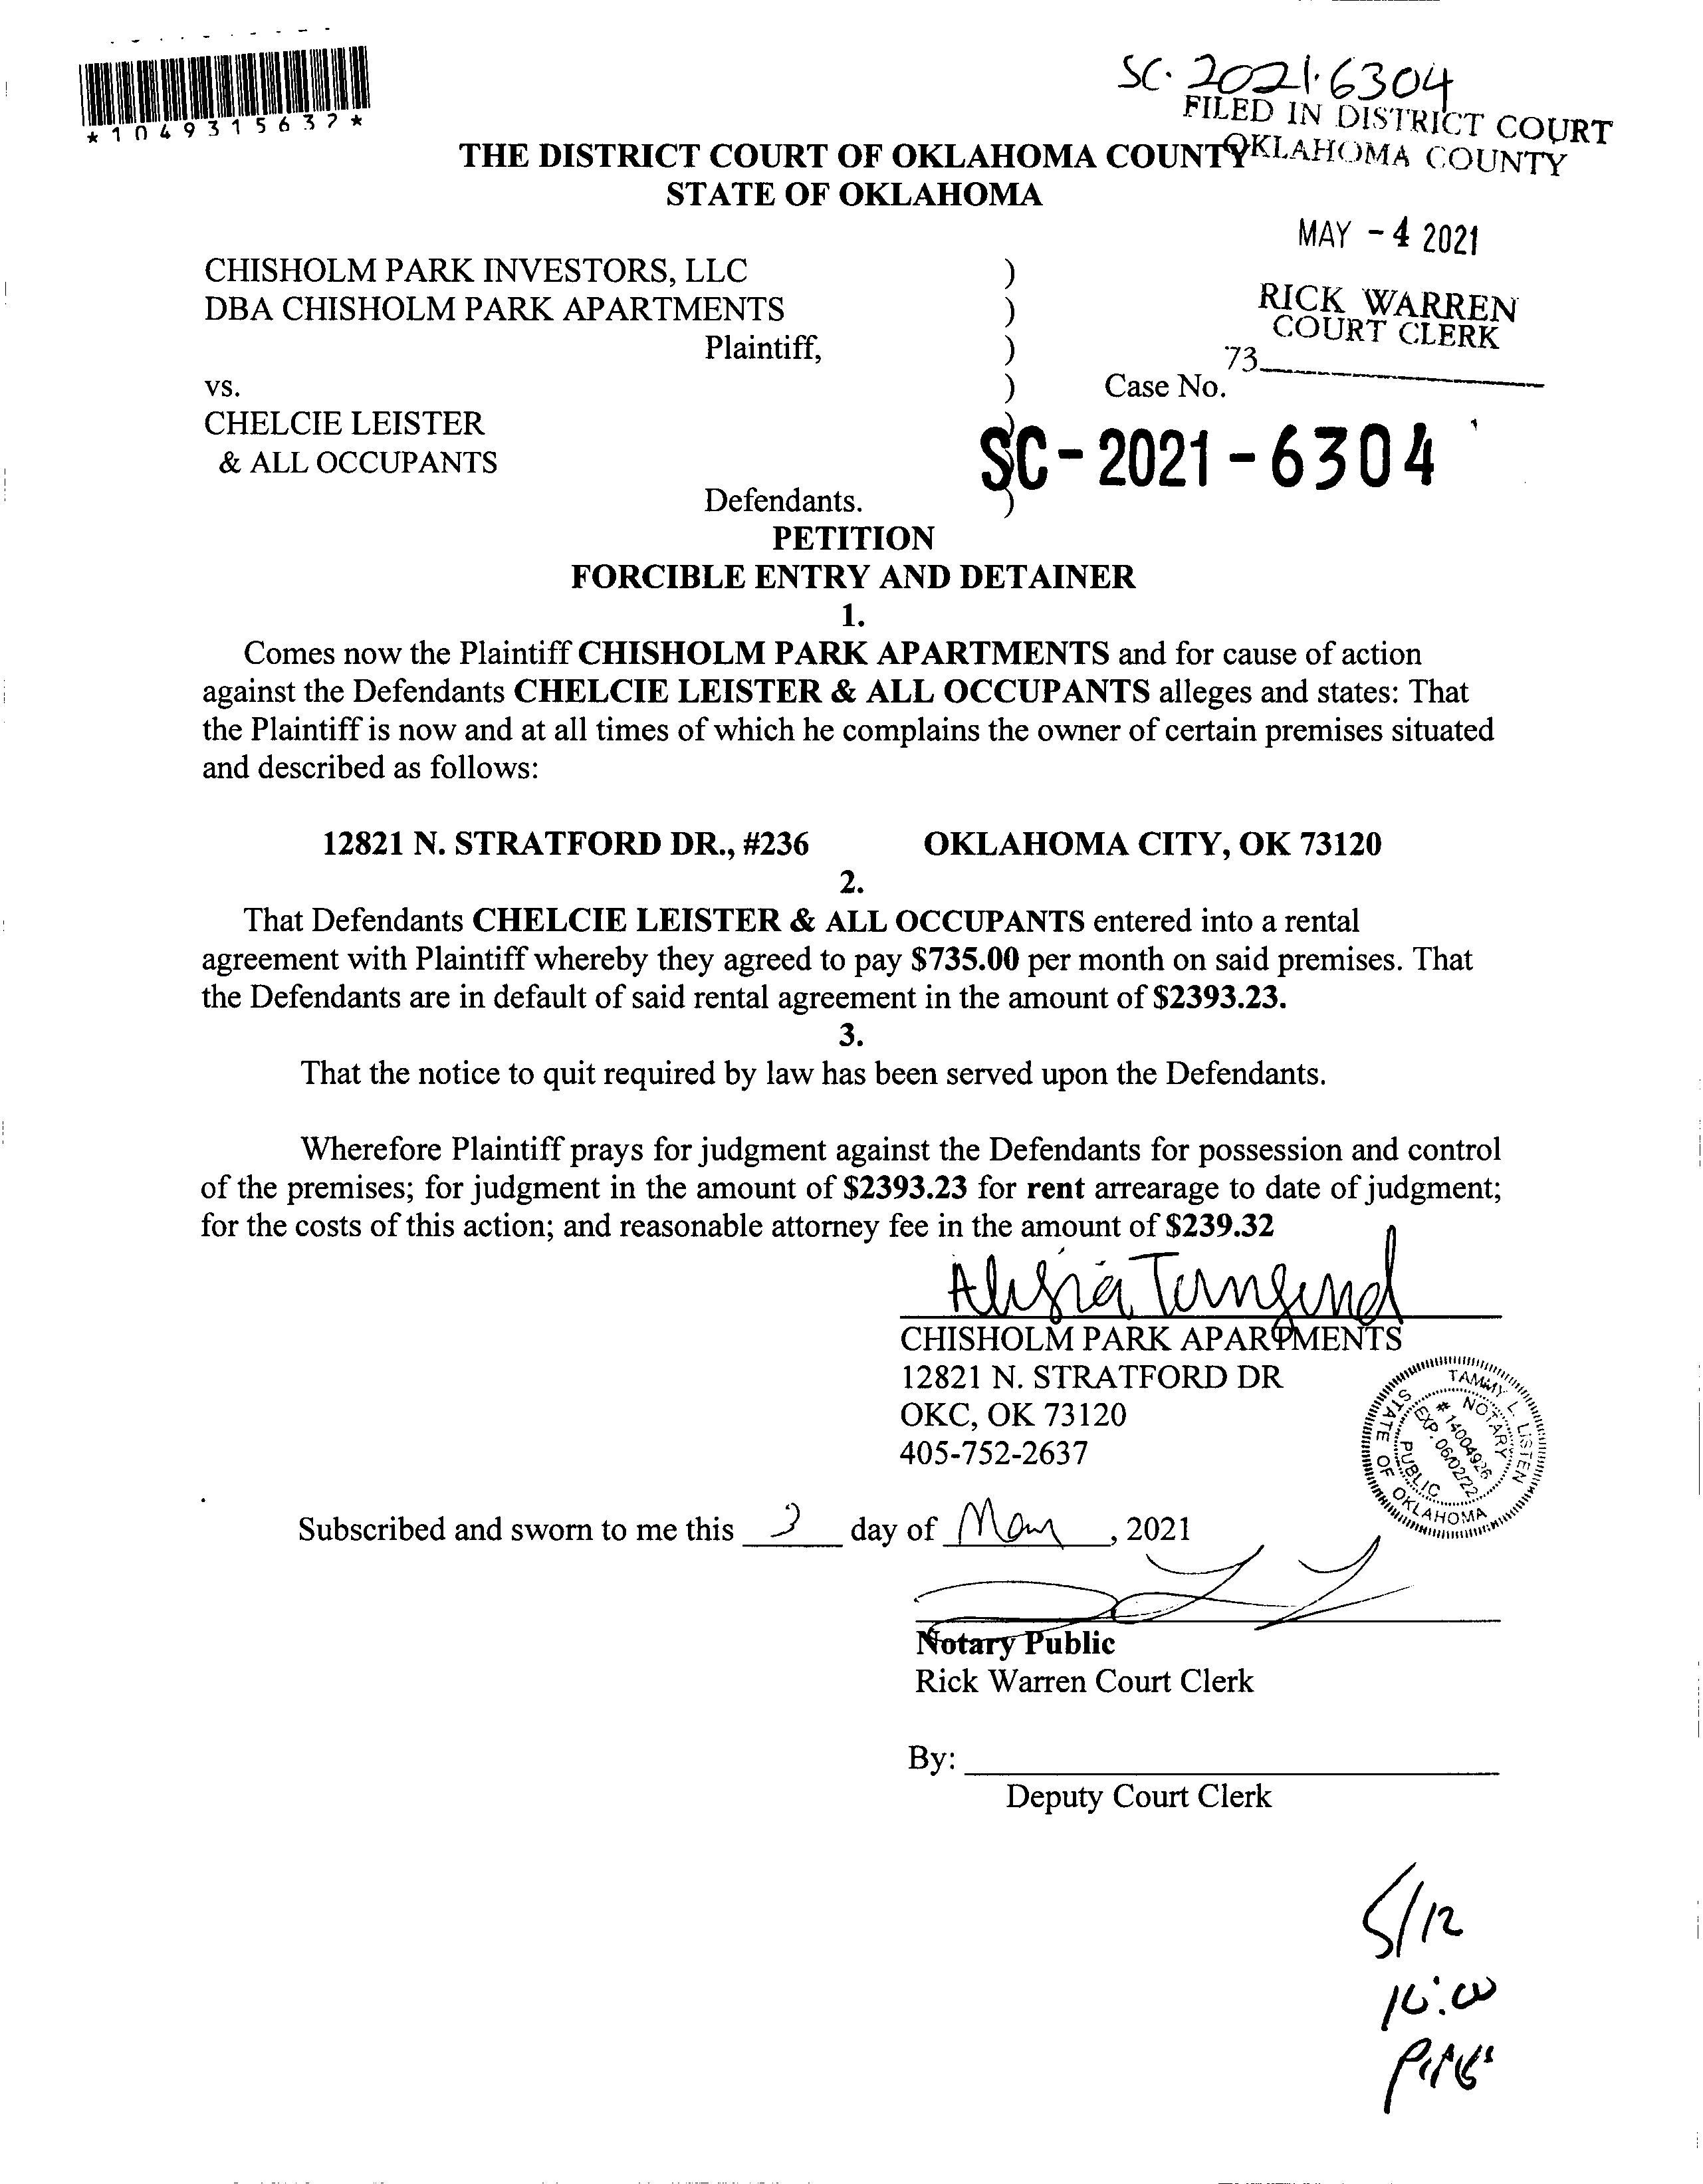 *1049315637*
SC. 2021.6304
FILED IN DISTRICT COURT
OKLAHOMA COUNTY
THE DISTRICT COURT OF OKLAHOMA COUNTY
STATE OF OKLAHOMA
MAY - 4 2021
CHISHOLM PARK INVESTORS, LLC )
DBA CHISHOLM PARK APARTMENTS )
RICK WARREN
COURT CLERK
Plaintiff, )
73
vs. ) Case No.
CHELCIE LEISTER )
& ALL OCCUPANTS
SC-2021-6304
Defendants. )
PETITION
FORCIBLE ENTRY AND DETAINER
1.
Comes now the Plaintiff CHISHOLM PARK APARTMENTS and for cause of action
against the Defendants CHELCIE LEISTER & ALL OCCUPANTS alleges and states: That
the Plaintiff is now and at all times of which he complains the owner of certain premises situated
and described as follows:
12821 N. STRATFORD DR., #236 OKLAHOMA CITY, OK 73120
2.
That Defendants CHELCIE LEISTER & ALL OCCUPANTS entered into a rental
agreement with Plaintiff whereby they agreed to pay $735.00 per month on said premises. That
the Defendants are in default of said rental agreement in the amount of $2393.23.
3.
That the notice to quit required by law has been served upon the Defendants.
Wherefore Plaintiff prays for judgment against the Defendants for possession and control
of the premises; for judgment in the amount of $2393.23 for rent arrearage to date of judgment;
for the costs of this action; and reasonable attorney fee in the amount of $239.32
CHISHOLM PARK APARTMENTS
12821 N. STRATFORD DR
OKC, OK 73120
405-752-2637
TAMMY L. LISTEN
NOTARY
# 14004926
EXP. 06/02/22
PUBLIC
STATE OF OKLAHOMA
Subscribed and sworn to me this 3 day of May, 2021
Notary Public
Rick Warren Court Clerk
By:
Deputy Court Clerk
5/12